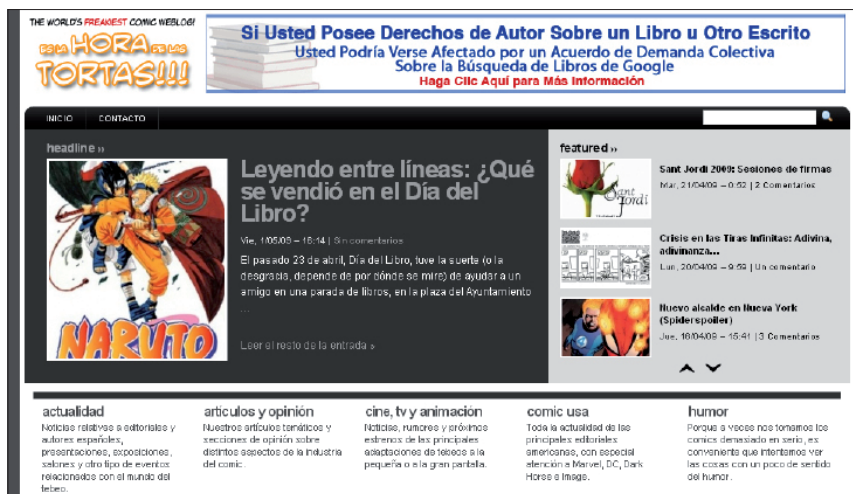 THE WORLD'S FREAKIEST COMIC WEBLOG!
ES LA HORA DE LAS
TORTAS!!!
Si Usted Posee Derechos de Autor Sobre un Libro u Otro Escrito
Usted Podría Verse Afectado por un Acuerdo de Demanda Colectiva
Sobre la Búsqueda de Libros de Google
Haga Clic Aquí para Más Información
INICIO
CONTACTO
headline »
NARUTO
Leyendo entre líneas: ¿Qué
se vendió en el Día del
Libro?
Vie, 1/05/09 – 16:14 | Sin comentarios
El pasado 23 de abril, Día del Libro, tuve la suerte (o la
desgracia, depende de por dónde se mire) de ayudar a un
amigo en una parada de libros, en la plaza del Ayuntamiento
...
Leer el resto de la entrada »
featured »
Sant Jordi
Sant Jordi 2009: Sesiones de firmas
Mar, 21/04/09 – 0:52 | 2 Comentarios
Crisis en las Tiras Infinitas: Adivina,
adivinanza...
Lun, 20/04/09 – 9:59 | Un comentario
Nuevo alcalde en Nueva York
(Spiderspoiler)
Jue, 16/04/09 – 15:41 | 3 Comentarios
actualidad
Noticias relativas a editoriales y
autores españoles,
presentaciones, exposiciones,
salones y otro tipo de eventos
relacionados con el mundo del
tebeo.
articulos y opinión
Nuestros artículos temáticos y
secciones de opinión sobre
distintos aspectos de la industria
del comic.
cine, tv y animación
Noticias, rumores y próximos
estrenos de las principales
adaptaciones de tebeos a la
pequeña o a la gran pantalla.
comic usa
Toda la actualidad de las
principales editoriales
americanas, con especial
atención a Marvel, DC, Dark
Horse e Image.
humor
Porque a veces nos tomamos los
comics demasiado en serio, es
conveniente que intentemos ver
las cosas con un poco de sentido
del humor.